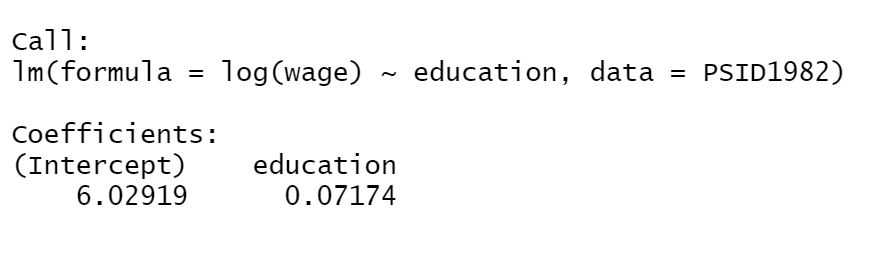 Call:
lm(formula = log(wage) ~ education, data = PSID1982)
Coefficients:
(Intercept) education
6.02919 0.07174